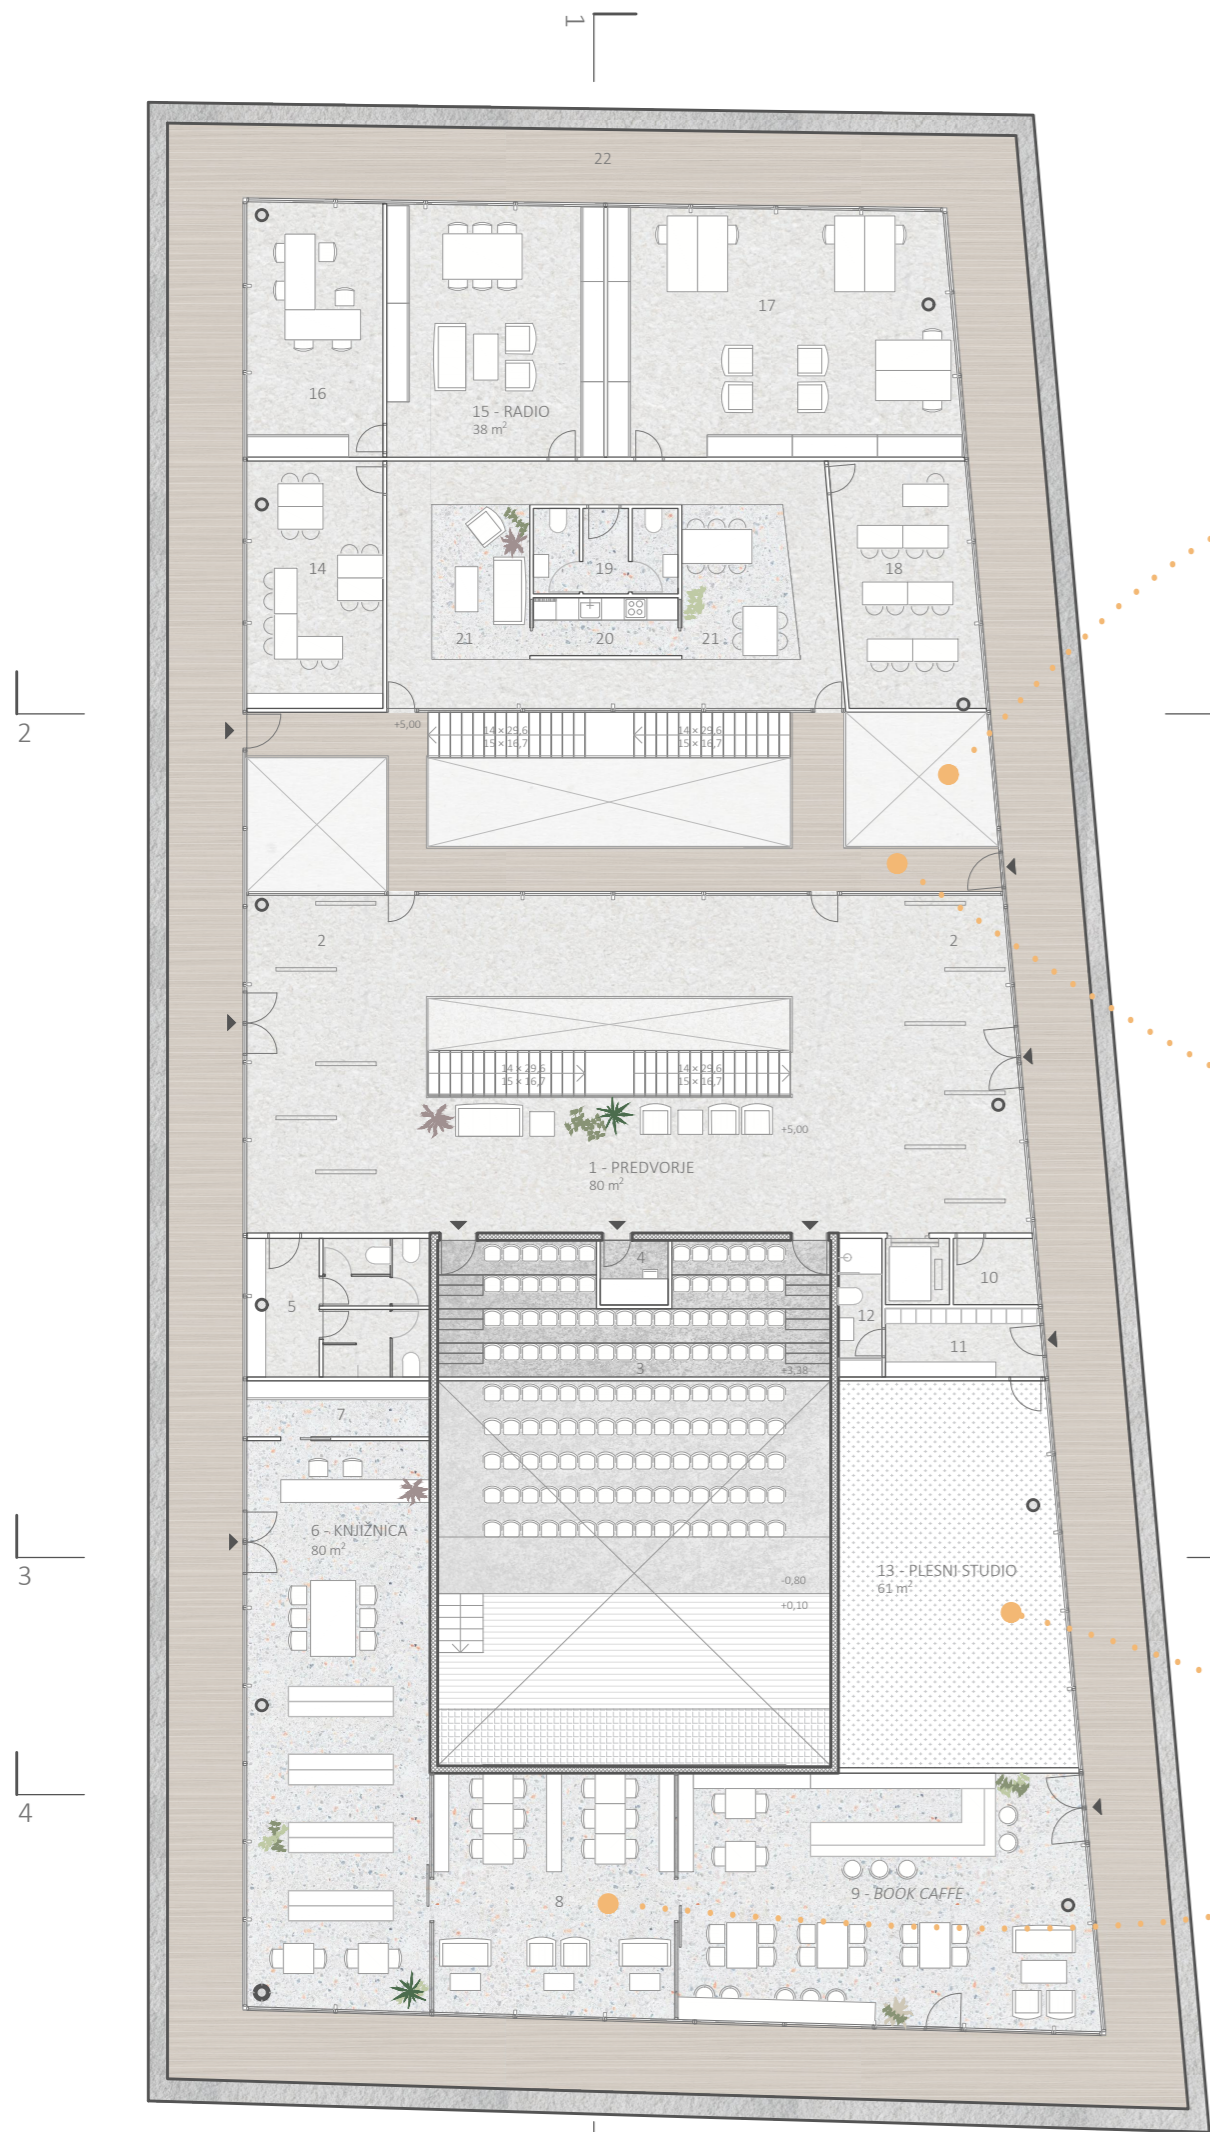 1
22
17
16
15 - RADIO
38 m²
14
19
18
21
20
21
2
+5,00
14 × 29,6
15 × 16,7
14 × 29,6
15 × 16,7
2
2
14 × 29,6
15 × 16,7
14 × 29,6
15 × 16,7
+5,00
1 - PREDVORJE
80 m²
4
10
5
12
11
3
+3,38
7
6 - KNJIŽNICA
80 m²
3
13 - PLESNI STUDIO
61 m²
-0,80
+0,10
4
8
9 - BOOK CAFFE